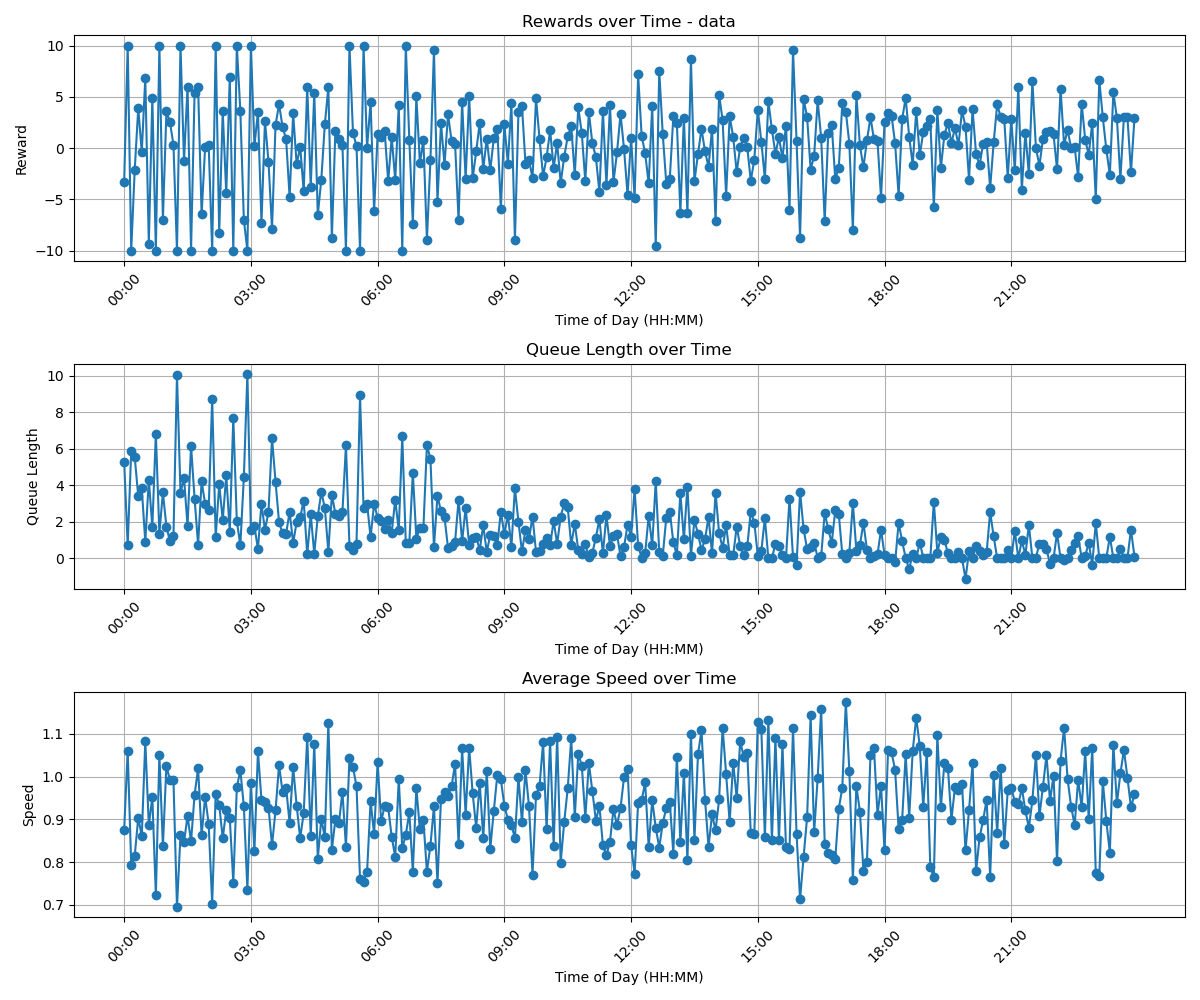 Rewards over Time - data
10
5
0
−5
−10
Reward
00:00 03:00 06:00 09:00 12:00 15:00 18:00 21:00
Time of Day (HH:MM)
Queue Length over Time
10
8
6
4
2
0
Queue Length
00:00 03:00 06:00 09:00 12:00 15:00 18:00 21:00
Time of Day (HH:MM)
Average Speed over Time
1.1
1.0
0.9
0.8
0.7
Speed
00:00 03:00 06:00 09:00 12:00 15:00 18:00 21:00
Time of Day (HH:MM)